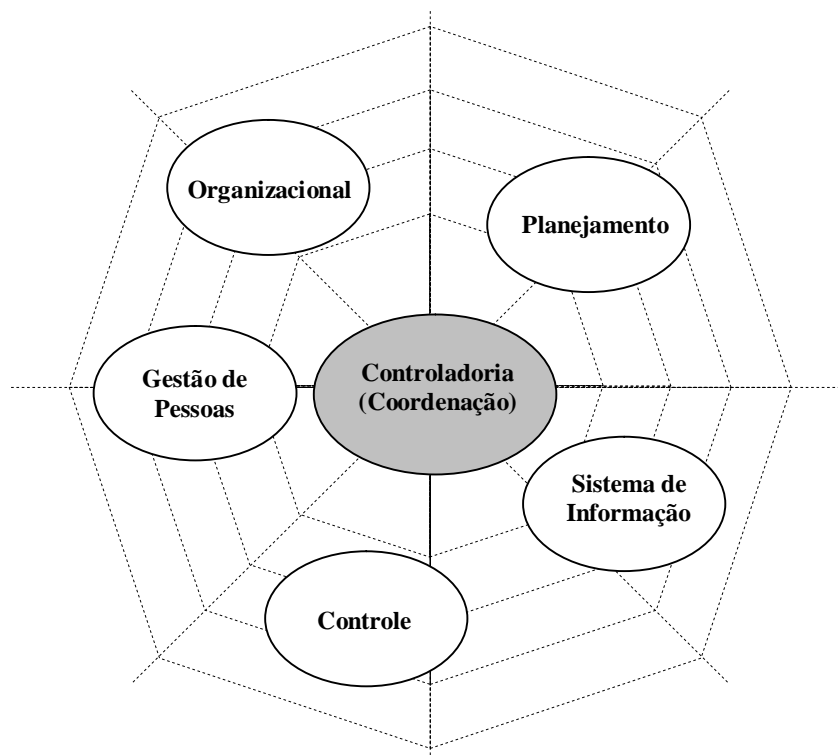 Organizacional
Planejamento
Gestão de
Pessoas
Controladoria
(Coordenação)
Sistema de
Informação
Controle